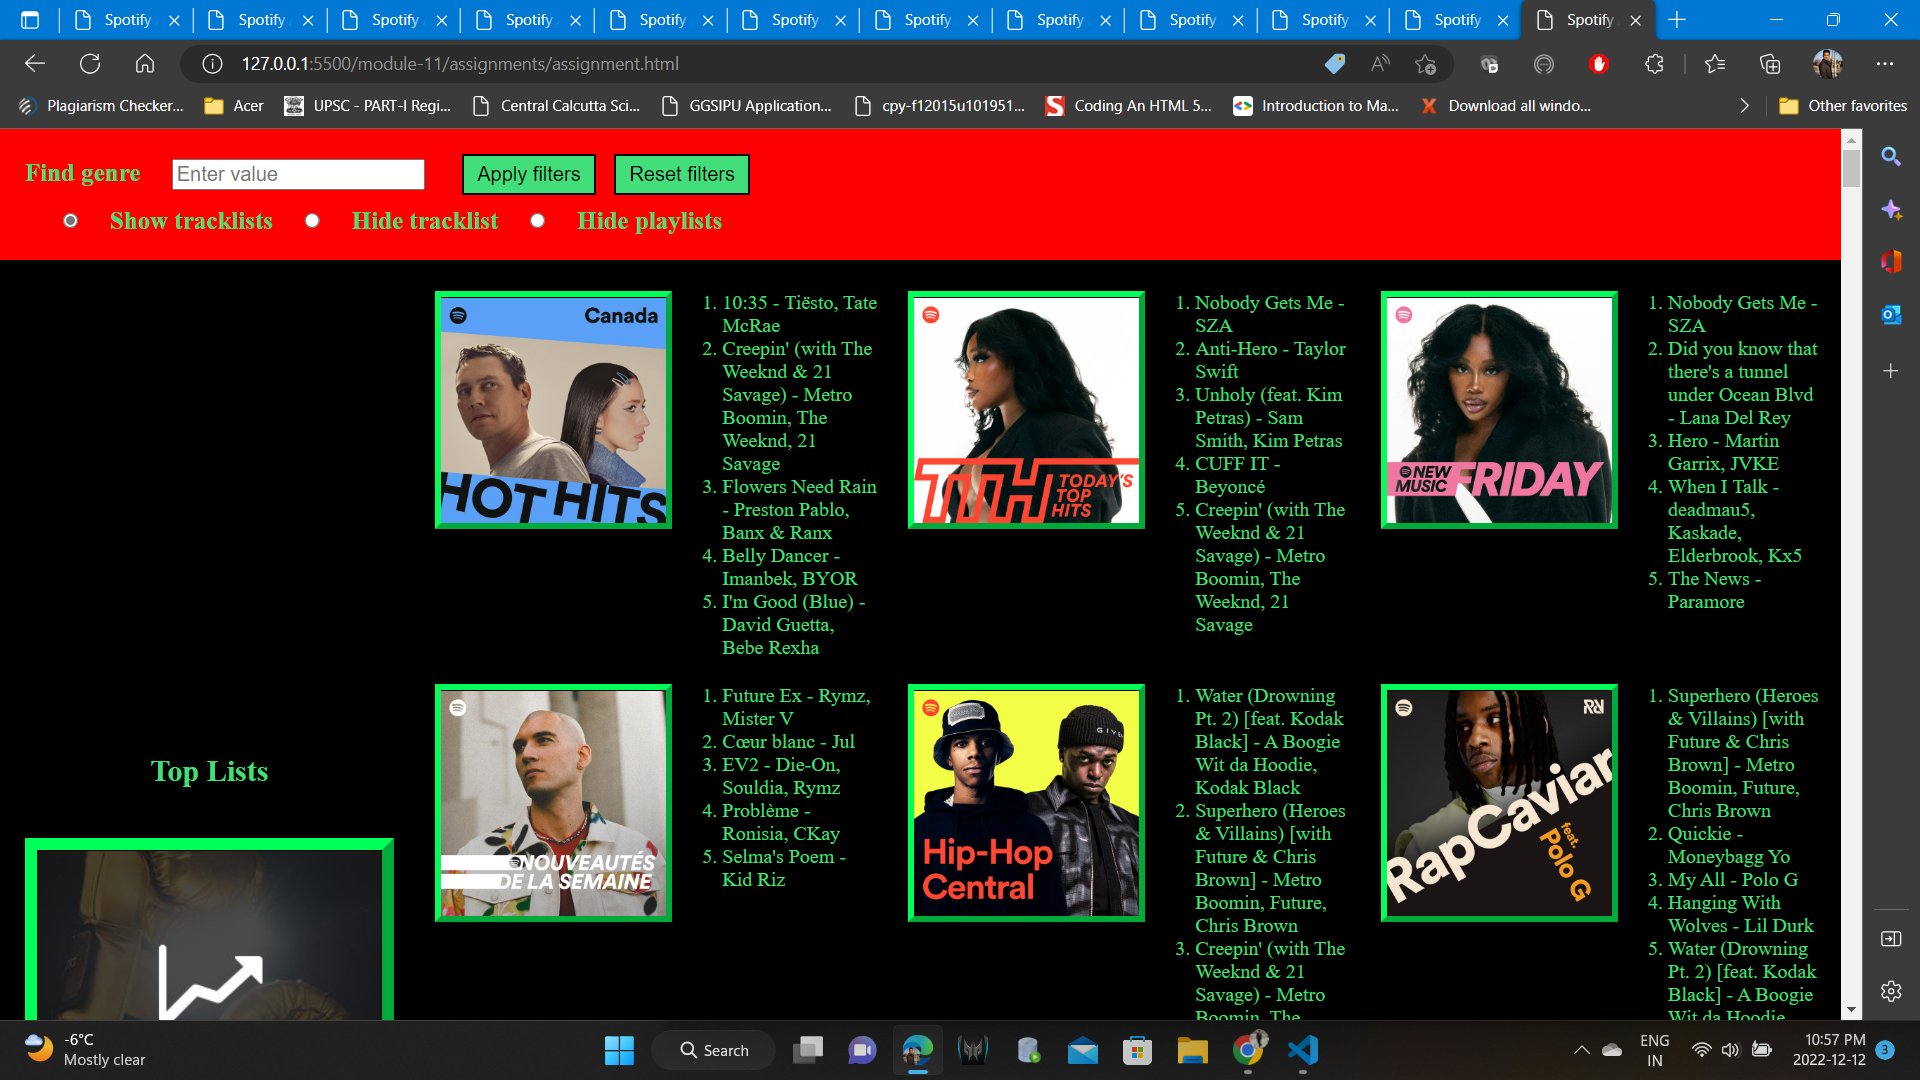 Spotify
Spotify
Spotify
Spotify
Spotify
Spotify
Spotify
Spotify
Spotify
Spotify
Spotify
Spotify
127.0.0.1:5500/module-11/assignments/assignment.html
Plagiarism Checker...
Acer
UPSC - PART-I Regi...
Central Calcutta Sci...
GGSIPU Application...
cpy-f12015u101951...
Coding An HTML 5...
Introduction to Ma...
Download all windo...
Other favorites
Find genre
Enter value
Apply filters
Reset filters
Show tracklists
Hide tracklist
Hide playlists
Top Lists
Canada
HOT HITS
1. 10:35 - Tiësto, Tate
McRae
2. Creepin' (with The
Weeknd & 21
Savage) - Metro
Boomin, The
Weeknd, 21
Savage
3. Flowers Need Rain
- Preston Pablo,
Banx & Ranx
4. Belly Dancer -
Imanbek, BYOR
5. I'm Good (Blue) -
David Guetta,
Bebe Rexha
TTH
TODAY'S
TOP
HITS
1. Nobody Gets Me -
SZA
2. Anti-Hero - Taylor
Swift
3. Unholy (feat. Kim
Petras) - Sam
Smith, Kim Petras
4. CUFF IT -
Beyoncé
5. Creepin' (with The
Weeknd & 21
Savage) - Metro
Boomin, The
Weeknd, 21
Savage
NEW
MUSIC
FRIDAY
1. Nobody Gets Me -
SZA
2. Did you know that
there's a tunnel
under Ocean Blvd
- Lana Del Rey
3. Hero - Martin
Garrix, JVKE
4. When I Talk -
deadmau5,
Kaskade,
Elderbrook, Kx5
5. The News -
Paramore
NOUVEAUTÉS
DE LA SEMAINE
1. Future Ex - Rymz,
Mister V
2. Cœur blanc - Jul
3. EV2 - Die-On,
Souldia, Rymz
4. Problème -
Ronisia, CKay
5. Selma's Poem -
Kid Riz
Hip-Hop
Central
1. Water (Drowning
Pt. 2) [feat. Kodak
Black] - A Boogie
Wit da Hoodie,
Kodak Black
2. Superhero (Heroes
& Villains) [with
Future & Chris
Brown] - Metro
Boomin, Future,
Chris Brown
3. Creepin' (with The
Weeknd & 21
Savage) - Metro
Boomin, The
RapCaviar
feat.
Polo G
1. Superhero (Heroes
& Villains) [with
Future & Chris
Brown] - Metro
Boomin, Future,
Chris Brown
2. Quickie -
Moneybagg Yo
3. My All - Polo G
4. Hanging With
Wolves - Lil Durk
5. Water (Drowning
Pt. 2) [feat. Kodak
Black] - A Boogie
Wit da Hoodie
-6°C
Mostly clear
Search
ENG
IN
10:57 PM
2022-12-12
3